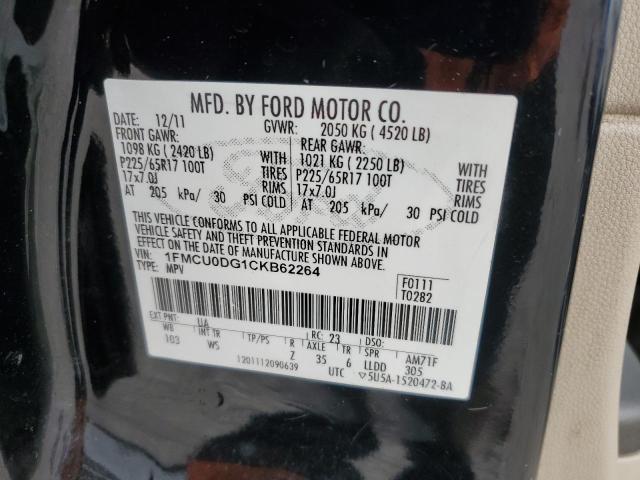 MFD. BY FORD MOTOR CO.
DATE: 12/11 GVWR: 2050 KG ( 4520 LB)
FRONT GAWR: REAR GAWR:
1098 KG ( 2420 LB) WITH 1021 KG ( 2250 LB) WITH
P225/65R17 100T TIRES P225/65R17 100T TIRES
17x7.0J RIMS 17x7.0J RIMS
AT 205 kPa/ 30 PSI COLD AT 205 kPa/ 30 PSI COLD
THIS VEHICLE CONFORMS TO ALL APPLICABLE FEDERAL MOTOR
VEHICLE SAFETY AND THEFT PREVENTION STANDARDS IN
EFFECT ON THE DATE OF MANUFACTURE SHOWN ABOVE.
VIN: 1FMCU0DG1CKB62264
TYPE: MPV
F0111
T0282
EXT PNT: UA RC: 23 DSO:
WB INT TR TP/PS R AXLE TR SPR AM71F
103 WS Z 35 6 LLDD 305
1201112090639 UTC ▽5U5A-1520472-BA